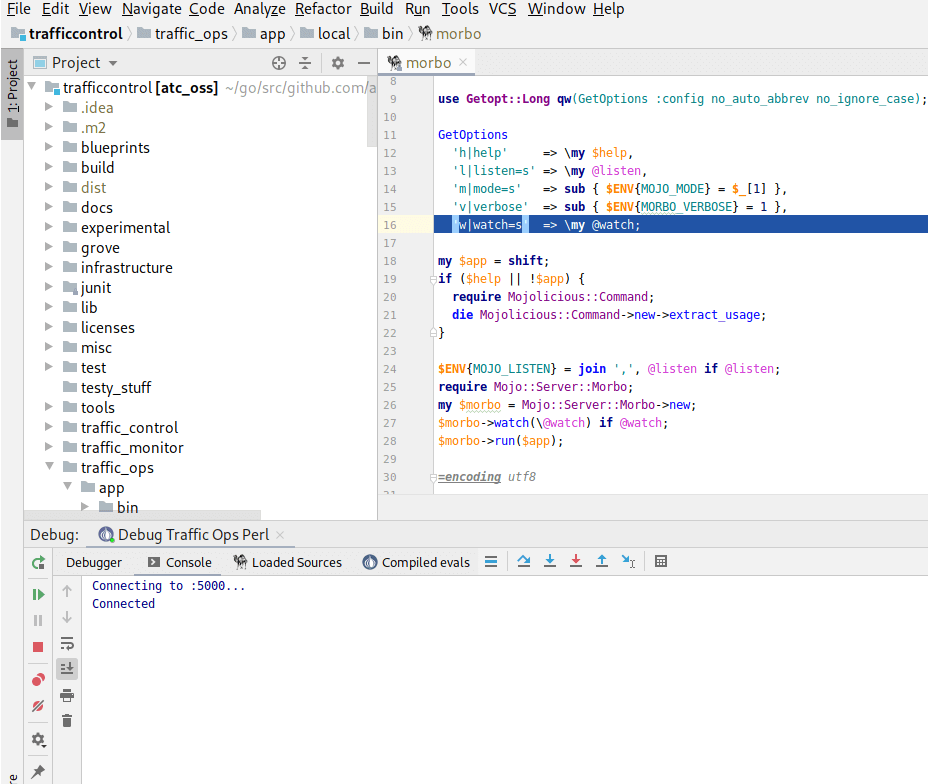 File Edit View Navigate Code Analyze Refactor Build Run Tools VCS Window Help
trafficcontrol traffic_ops app local bin morbo
1: Project
Project
morbo
trafficcontrol [atc_oss] ~/go/src/github.com/a
.idea
.m2
blueprints
build
dist
docs
experimental
grove
infrastructure
junit
lib
licenses
misc
test
testy_stuff
tools
traffic_control
traffic_monitor
traffic_ops
app
bin
8
9 use Getopt::Long qw(GetOptions :config no_auto_abbrev no_ignore_case);
10
11 GetOptions
12 'h|help' => \my $help,
13 'l|listen=s' => \my @listen,
14 'm|mode=s' => sub { $ENV{MOJO_MODE} = $_[1] },
15 'v|verbose' => sub { $ENV{MORBO_VERBOSE} = 1 },
16 'w|watch=s' => \my @watch;
17
18 my $app = shift;
19 if ($help || !$app) {
20 require Mojolicious::Command;
21 die Mojolicious::Command->new->extract_usage;
22 }
23
24 $ENV{MOJO_LISTEN} = join ',', @listen if @listen;
25 require Mojo::Server::Morbo;
26 my $morbo = Mojo::Server::Morbo->new;
27 $morbo->watch(\@watch) if @watch;
28 $morbo->run($app);
29
30 =encoding utf8
Debug: Debug Traffic Ops Perl
Debugger Console Loaded Sources Compiled evals
Connecting to :5000...
Connected